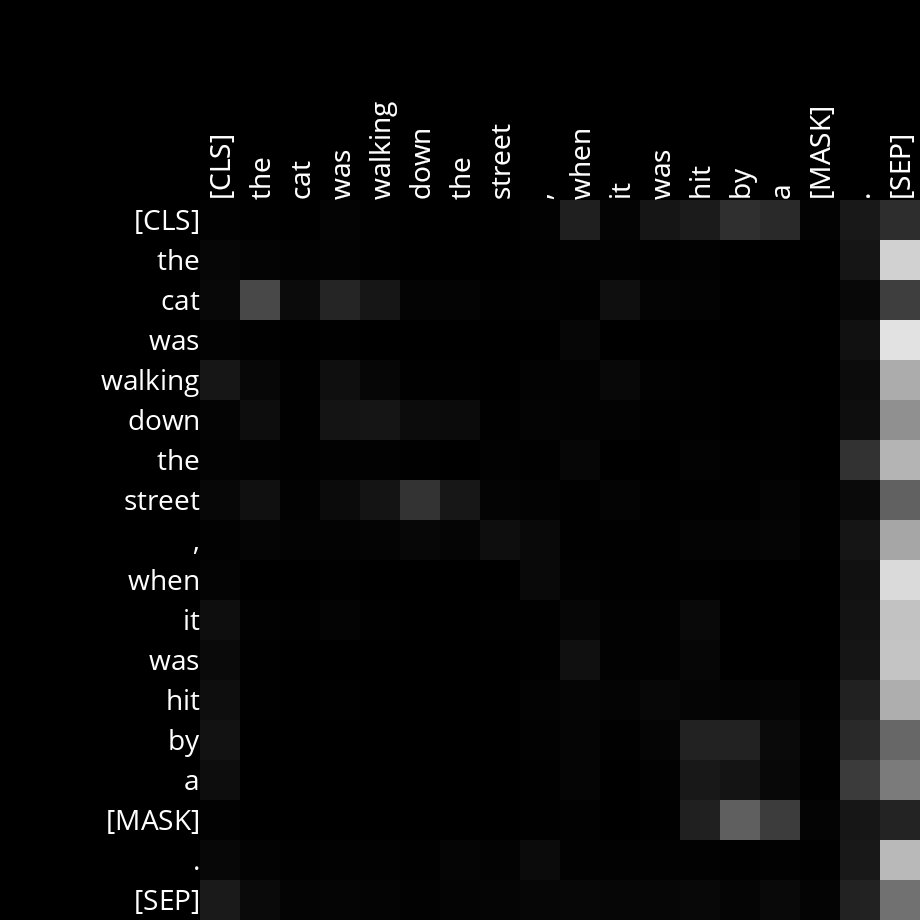 [CLS] the cat was walking down the street , when it was hit by a [MASK] . [SEP]
[CLS]
the
cat
was
walking
down
the
street
,
when
it
was
hit
by
a
[MASK]
.
[SEP]